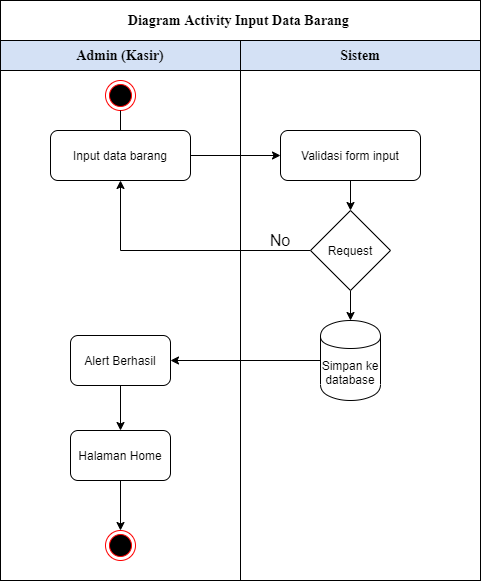 Diagram Activity Input Data Barang
Admin (Kasir)
Sistem
Input data barang
Validasi form input
No
Request
Alert Berhasil
Simpan ke
database
Halaman Home